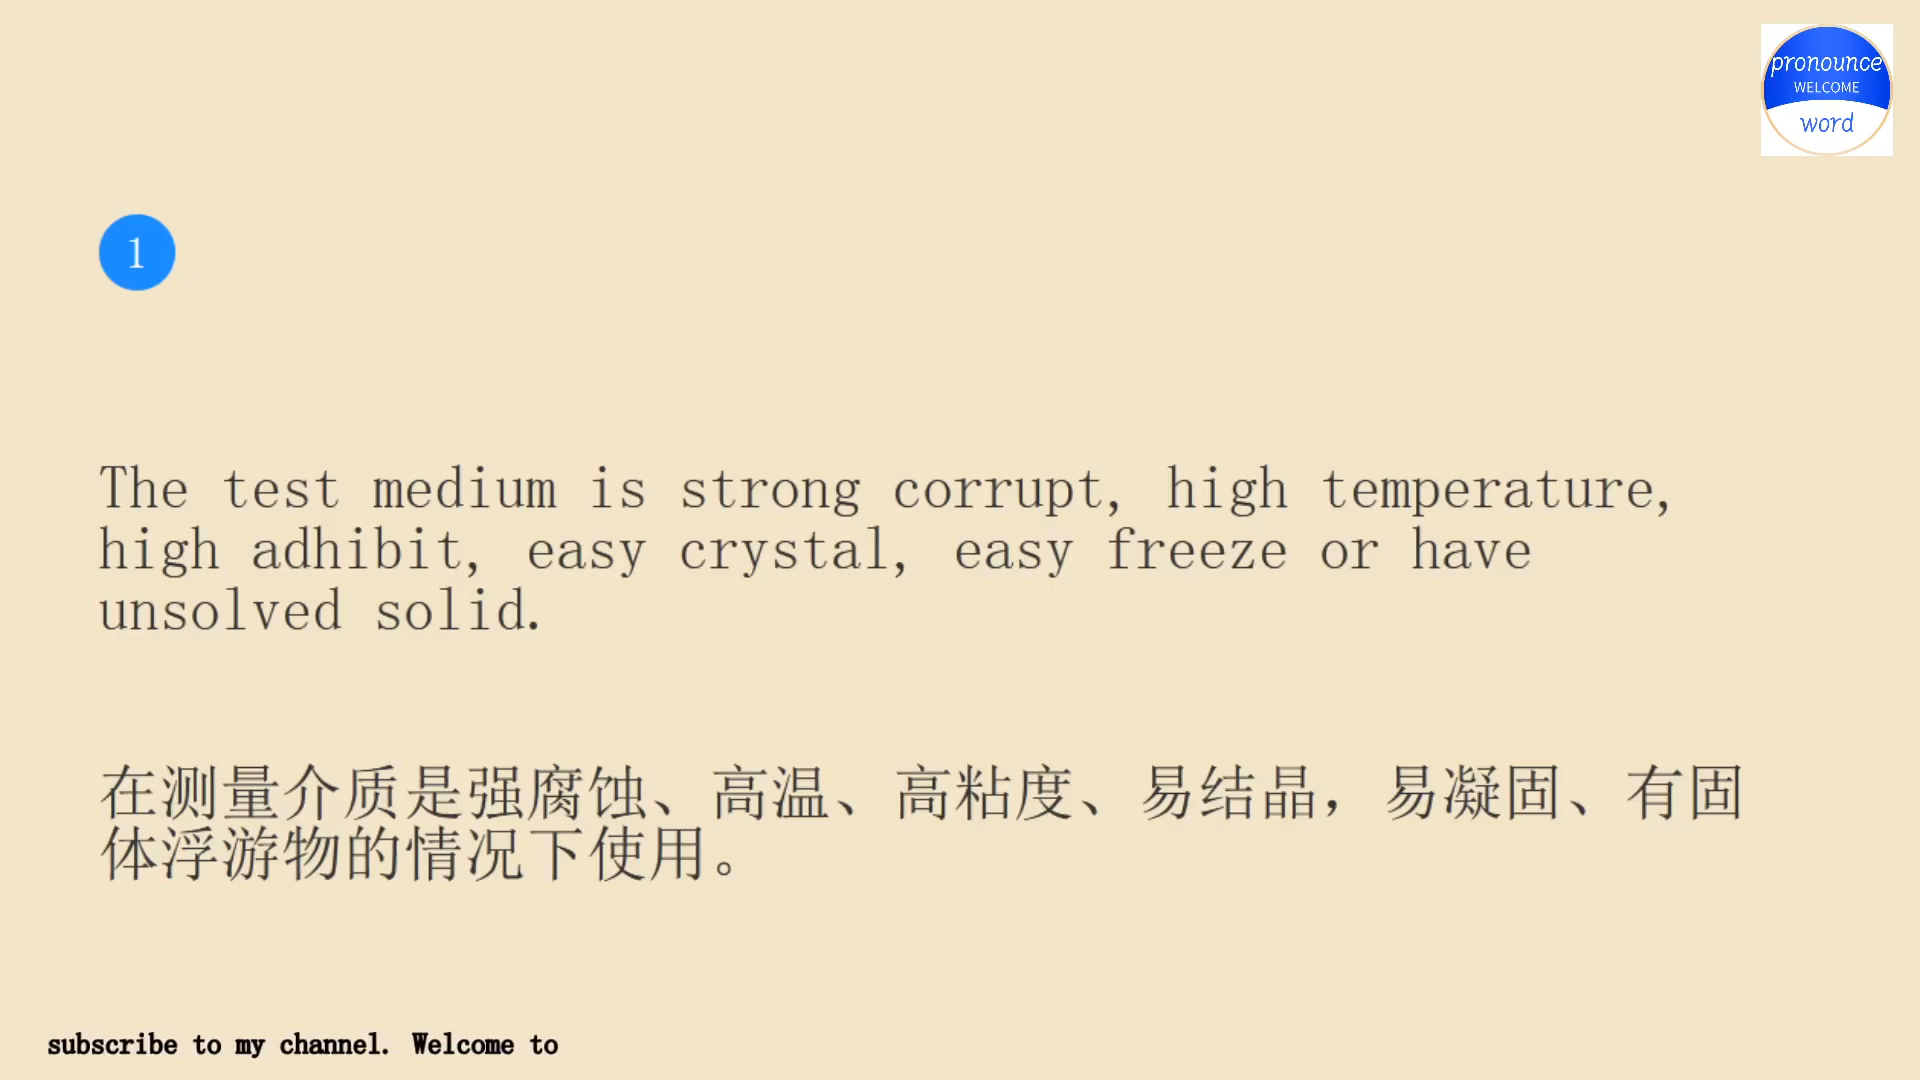 pronounce
WELCOME
word
1
The test medium is strong corrupt, high temperature,
high adhibit, easy crystal, easy freeze or have
unsolved solid.
在测量介质是强腐蚀、高温、高粘度、易结晶，易凝固、有固
体浮游物的情况下使用。
subscribe to my channel. Welcome to